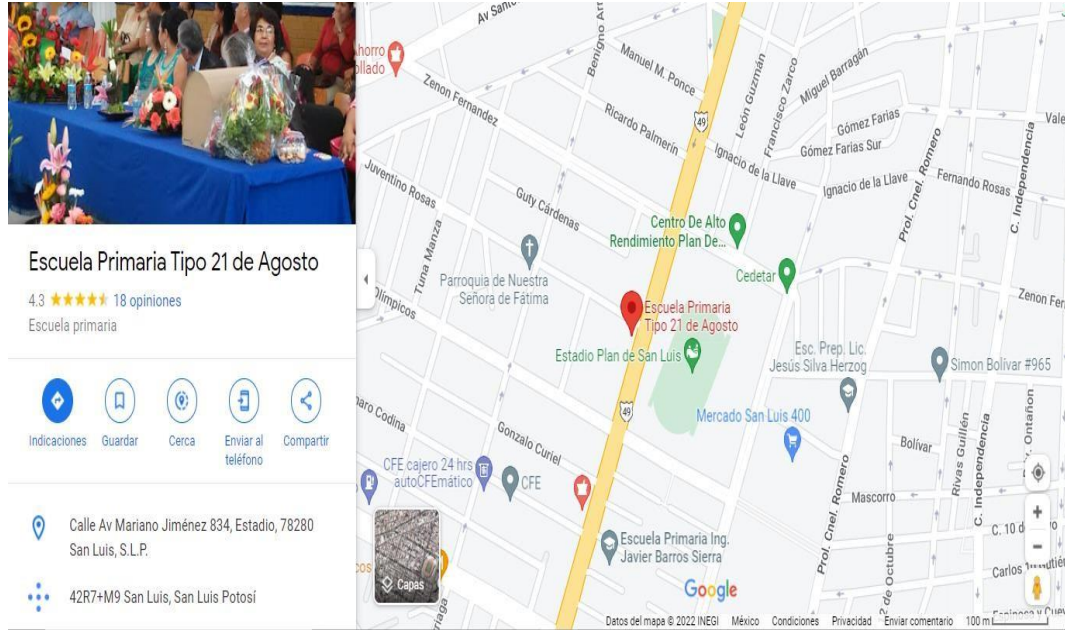 Escuela Primaria Tipo 21 de Agosto
4.3
18 opiniones
Escuela primaria
Indicaciones
Guardar
Cerca
Enviar al
teléfono
Compartir
Calle Av Mariano Jiménez 834, Estadio, 78280
San Luis, S.L.P.
42R7+M9 San Luis, San Luis Potosí
Manuel M. Ponce
Zenon Fernandez
Ricardo Palmerín
León Guzmán
Francisco Zarco
Miguel Barragán
49
Gómez Farias
Gómez Farias Sur
Ignacio de la Llave
Ignacio de la Llave
Prol. Cnel. Romero
Fernando Rosas
C. Independencia
Juventino Rosas
Guty Cárdenas
Tuna Manza
Centro De Alto
Rendimiento Plan De...
Cedetar
Parroquia de Nuestra
Señora de Fátima
Escuela Primaria
Tipo 21 de Agosto
Estadio Plan de San Luis
Esc. Prep. Lic.
Jesús Silva Herzog
Simon Bolívar #965
49
Mercado San Luis 400
Gonzalo Curiel
CFE cajero 24 hrs
autoCFEmático
CFE
Bolívar
Rivas Guillén
C. Independencia
Mascorro
Prol. Cnel. Romero
Escuela Primaria Ing.
Javier Barros Sierra
Capas
Google
Datos del mapa © 2022 INEGI
México
Condiciones
Privacidad
Enviar comentario
100 m